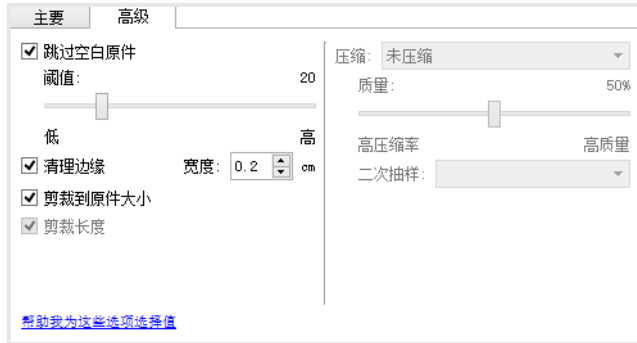 主要 高级
跳过空白原件
阈值: 20
低 高
清理边缘 宽度: 0.2 cm
剪裁到原件大小
剪裁长度
压缩: 未压缩
质量: 50%
高压缩率 高质量
二次抽样:
帮助我为这些选项选择值